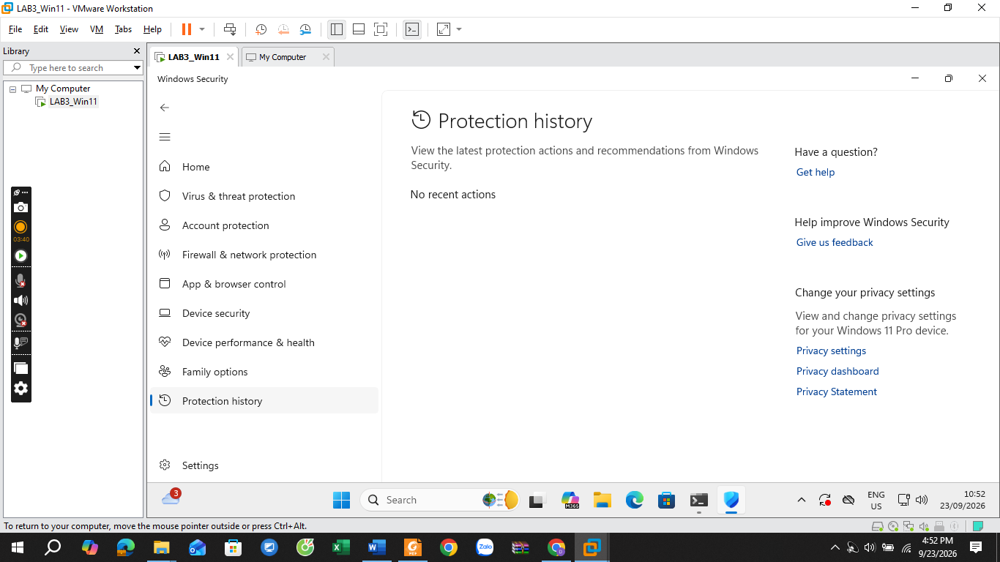 LAB3_Win11 - VMware Workstation
File Edit View VM Tabs Help
Library
Type here to search
My Computer
LAB3_Win11
LAB3_Win11
My Computer
Windows Security
Home
Virus & threat protection
Account protection
Firewall & network protection
App & browser control
Device security
Device performance & health
Family options
Protection history
Settings
Protection history
View the latest protection actions and recommendations from Windows
Security.
No recent actions
Have a question?
Get help
Help improve Windows Security
Give us feedback
Change your privacy settings
View and change privacy settings
for your Windows 11 Pro device.
Privacy settings
Privacy dashboard
Privacy Statement
03:40
3
Search
M365
ENG
US
10:52
23/09/2026
To return to your computer, move the mouse pointer outside or press Ctrl+Alt.
Zalo
4:52 PM
9/23/2026